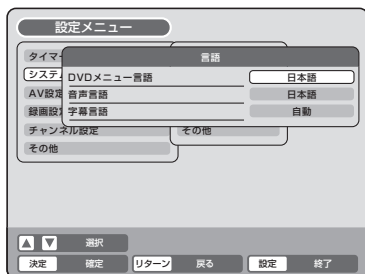 設定メニュー
言語
タイマー
システム
AV設定
録画設定
チャンネル設定
その他
その他
DVDメニュー言語 日本語
音声言語 日本語
字幕言語 自動
選択
決定 確定 リターン 戻る 設定 終了